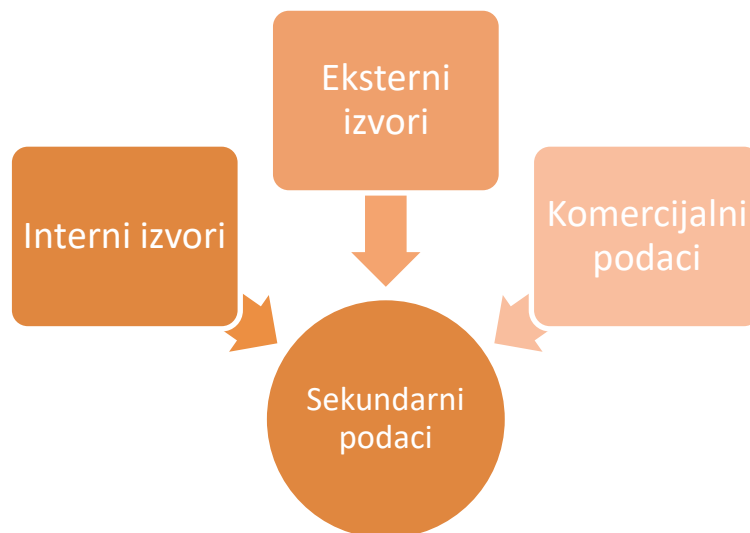 Eksterni
izvori
Interni izvori
Komercijalni
podaci
Sekundarni
podaci